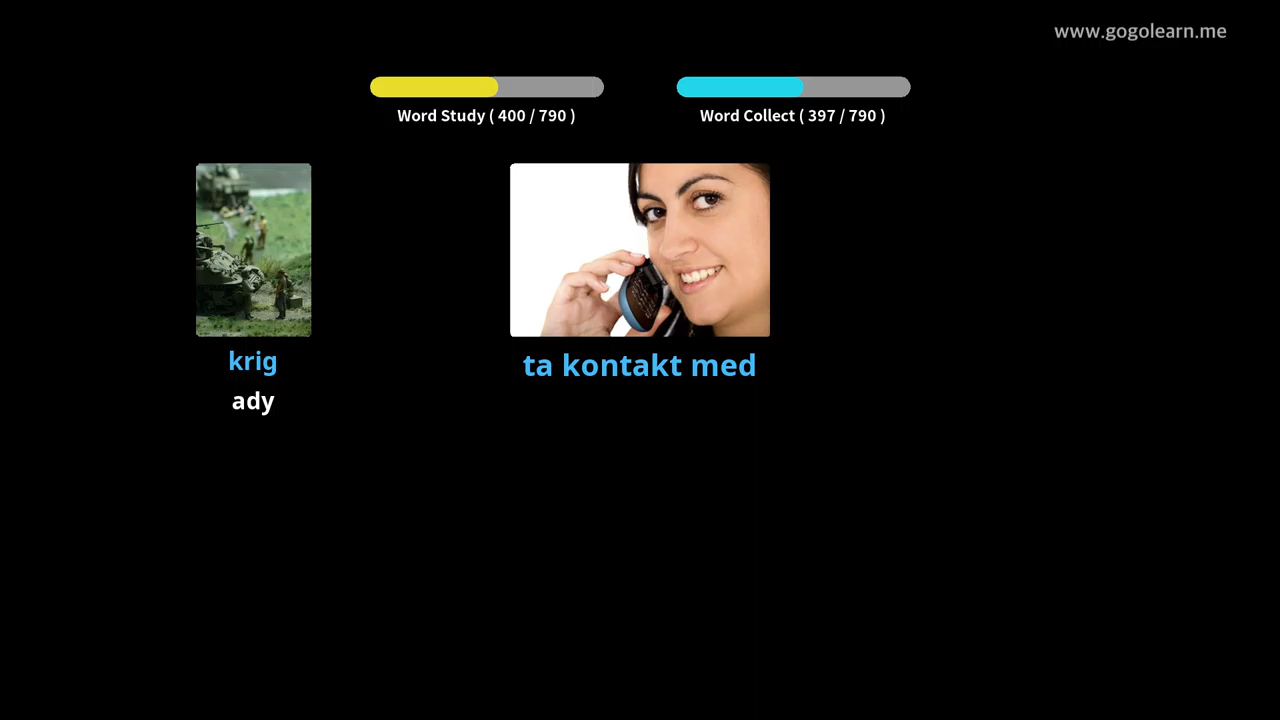 www.gogolearn.me
Word Study ( 400 / 790 )
Word Collect ( 397 / 790 )
krig
ady
ta kontakt med